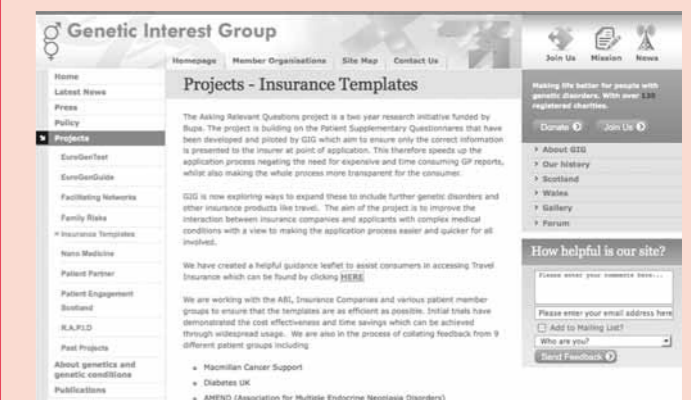 Genetic Interest Group
Homepage Member Organisations Site Map Contact Us
Join Us Mission News
Home
Latest News
Press
Policy
Projects
EuroGenTest
EuroGenGuide
Facilitating Networks
Family Risks
» Insurance Templates
Nano Medicine
Patient Partner
Patient Engagement
Scotland
R.A.P.I.D
Past Projects
About genetics and
genetic conditions
Publications
Projects - Insurance Templates
The Asking Relevant Questions project is a two year research initiative funded by
Bupa. The project is building on the Patient Supplementary Questionnares that have
been developed and piloted by GIG which aim to ensure only the correct information
is presented to the insurer at point of application. This therefore speeds up the
application process negating the need for expensive and time consuming GP reports,
whilst also making the whole process more transparent for the consumer.
GIG is now exploring ways to expand these to include further genetic disorders and
other insurance products like travel. The aim of the project is to improve the
interaction between insurance companies and applicants with complex medical
conditions with a view to making the application process easier and quicker for all
involved.
We have created a helpful guidance leaflet to assist consumers in accessing Travel
Insurance which can be found by clicking HERE
We are working with the ABI, Insurance Companies and various patient member
groups to ensure that the templates are as efficient as possible. Initial trials have
demonstrated the cost effectiveness and time savings which can be achieved
through widespread usage. We are also in the process of collating feedback from 9
different patient groups including
Macmillan Cancer Support
Diabetes UK
AMEND (Association for Multiple Endocrine Neoplasia Disorders)
Making life better for people with
genetic disorders. With over 130
registered charities.
Donate Join Us
About GIG
Our history
Scotland
Wales
Gallery
Forum
How helpful is our site?
Please enter your comments here...
Please enter your email address here
Add to Mailing List?
Who are you?
Send Feedback